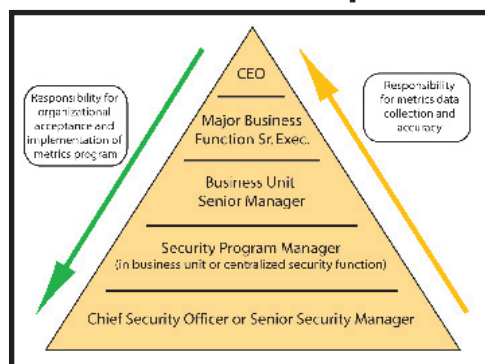 CEO
Responsibility for
organizational
acceptance and
implementation of
metrics program
Responsibility
for metrics data
collection and
accuracy
Major Business
Function Sr. Exec.
Business Unit
Senior Manager
Security Program Manager
(in business unit or centralized security function)
Chief Security Officer or Senior Security Manager